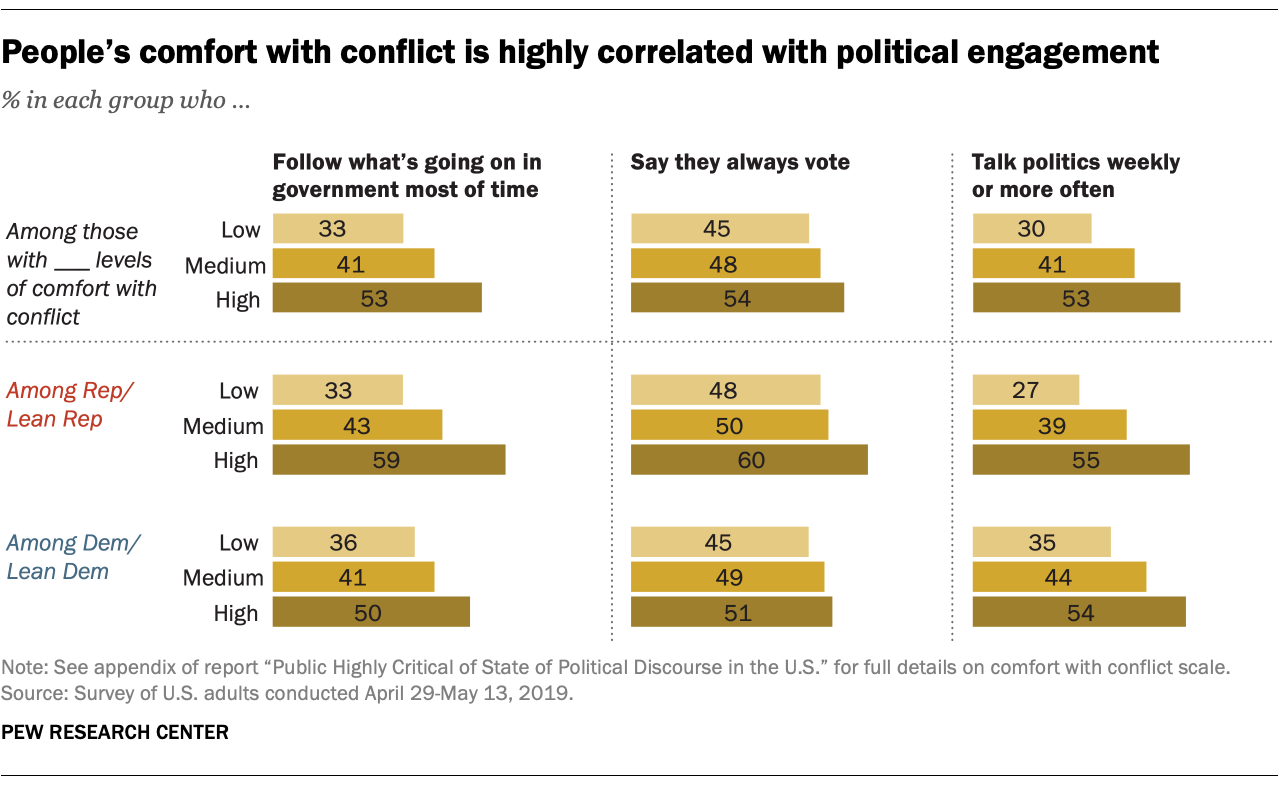 People’s comfort with conflict is highly correlated with political engagement
% in each group who ...
Follow what’s going on in
government most of time
Say they always vote
Talk politics weekly
or more often
Among those
with ___ levels
of comfort with
conflict
Low 33 45 30
Medium 41 48 41
High 53 54 53
Among Rep/
Lean Rep
Low 33 48 27
Medium 43 50 39
High 59 60 55
Among Dem/
Lean Dem
Low 36 45 35
Medium 41 49 44
High 50 51 54
Note: See appendix of report “Public Highly Critical of State of Political Discourse in the U.S.” for full details on comfort with conflict scale.
Source: Survey of U.S. adults conducted April 29-May 13, 2019.
PEW RESEARCH CENTER